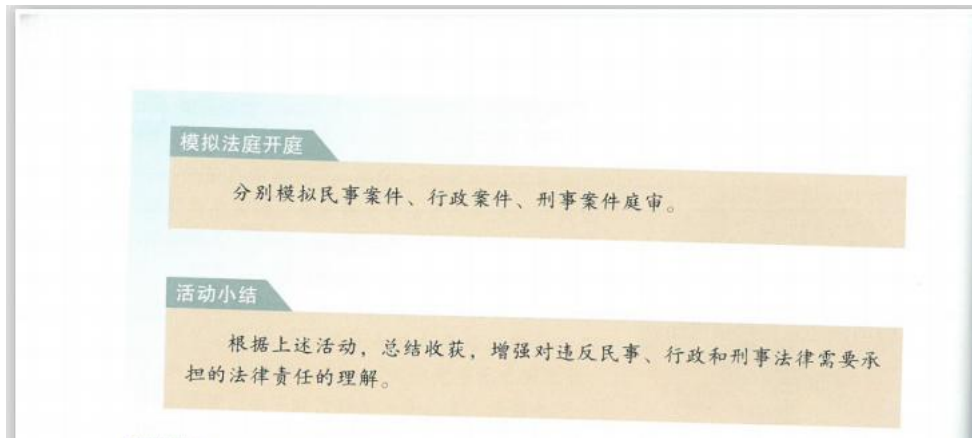 模拟法庭开庭
分别模拟民事案件、行政案件、刑事案件庭审。
活动小结
根据上述活动，总结收获，增强对违反民事、行政和刑事法律需要承
担的法律责任的理解。